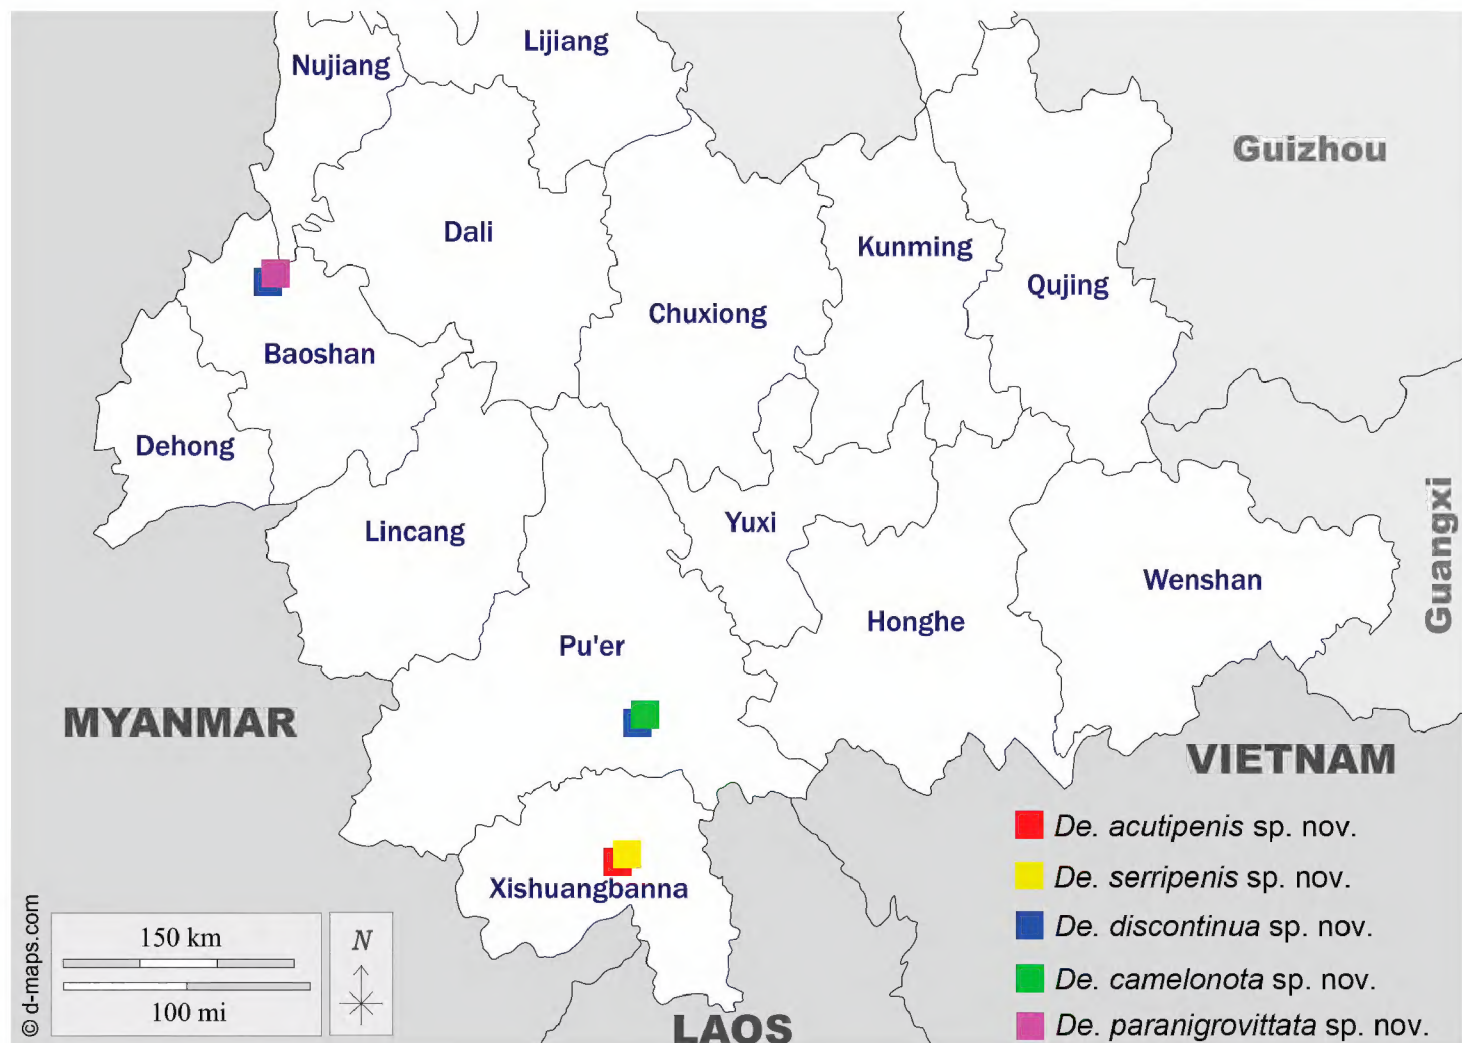 Lijiang
Nujiang
Guizhou
Dali
Kunming
Qujing
Chuxiong
Baoshan
Dehong
Guangxi
Yuxi
Lincang
Wenshan
Honghe
Pu'er
MYANMAR
VIETNAM
De. acutipenis sp. nov.
De. serripenis sp. nov.
Xishuangbanna
De. discontinua sp. nov.
150 km
N
De. camelonota sp. nov.
100 mi
LAOS
De. paranigrovittata sp. nov.
© d-maps.com